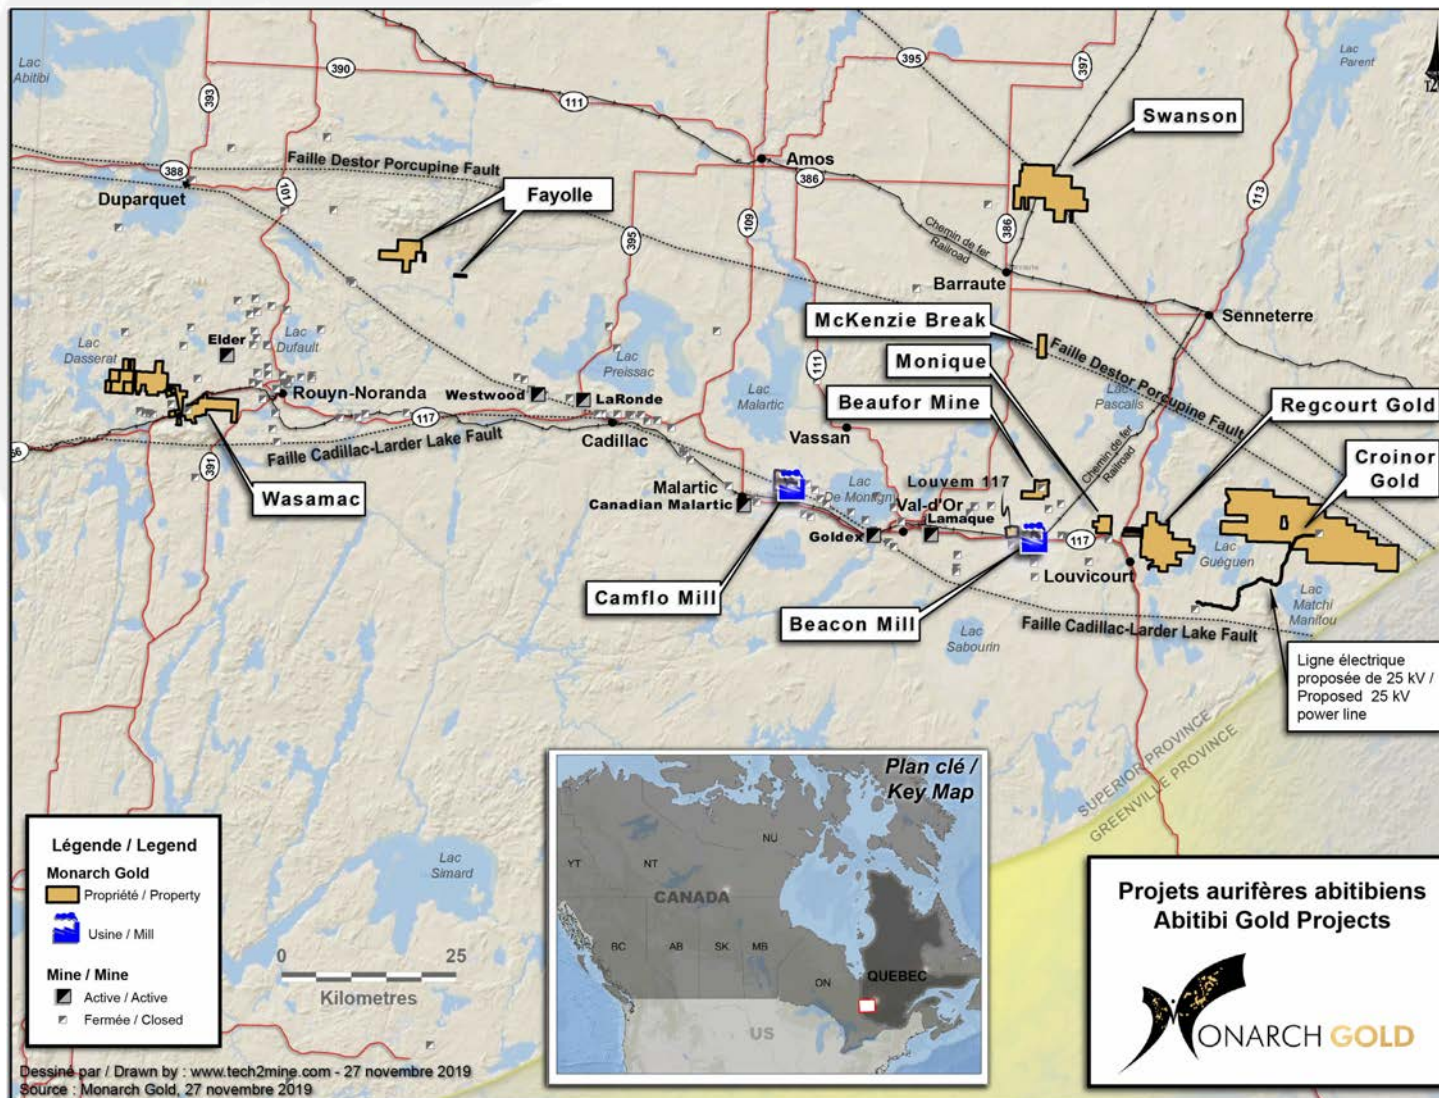 Lac
Abitibi
390
393
111
395
397
Lac
Parent
Swanson
Faille Destor Porcupine Fault
388
Duparquet
101
Fayolle
Amos
386
109
395
386
113
Chemin de fer
Railroad
Barraute
Senneterre
McKenzie Break
Monique
Beaufor Mine
Faille Destor Porcupine Fault
Lac
Pascalis
Regcourt Gold
Croinor
Gold
Elder
Lac
Dufault
Lac
Dasserat
Rouyn-Noranda
Westwood
LaRonde
Lac
Preissac
Lac
Malartic
111
Vassan
117
Cadillac
Faille Cadillac-Larder Lake Fault
391
Wasamac
Malartic
Canadian Malartic
Lac
De Montigny
Louvem 117
Val-d'Or
Lamaque
Goldex
Chemin de fer
Railroad
117
Louvicourt
Lac
Guéguen
Lac
Matchi
Manitou
Camflo Mill
Beacon Mill
Lac
Sabourin
Faille Cadillac-Larder Lake Fault
Ligne électrique
proposée de 25 kV /
Proposed 25 kV
power line
SUPERIOR PROVINCE
GREENVILLE PROVINCE
Lac
Simard
Légende / Legend
Monarch Gold
Propriété / Property
Usine / Mill
Mine / Mine
Active / Active
Fermée / Closed
0 25
Kilometres
Plan clé /
Key Map
YT
NT
NU
CANADA
BC
AB
SK
MB
ON
QUEBEC
US
Projets aurifères abitibiens
Abitibi Gold Projects
MONARCH GOLD
Dessiné par / Drawn by : www.tech2mine.com - 27 novembre 2019
Source : Monarch Gold, 27 novembre 2019